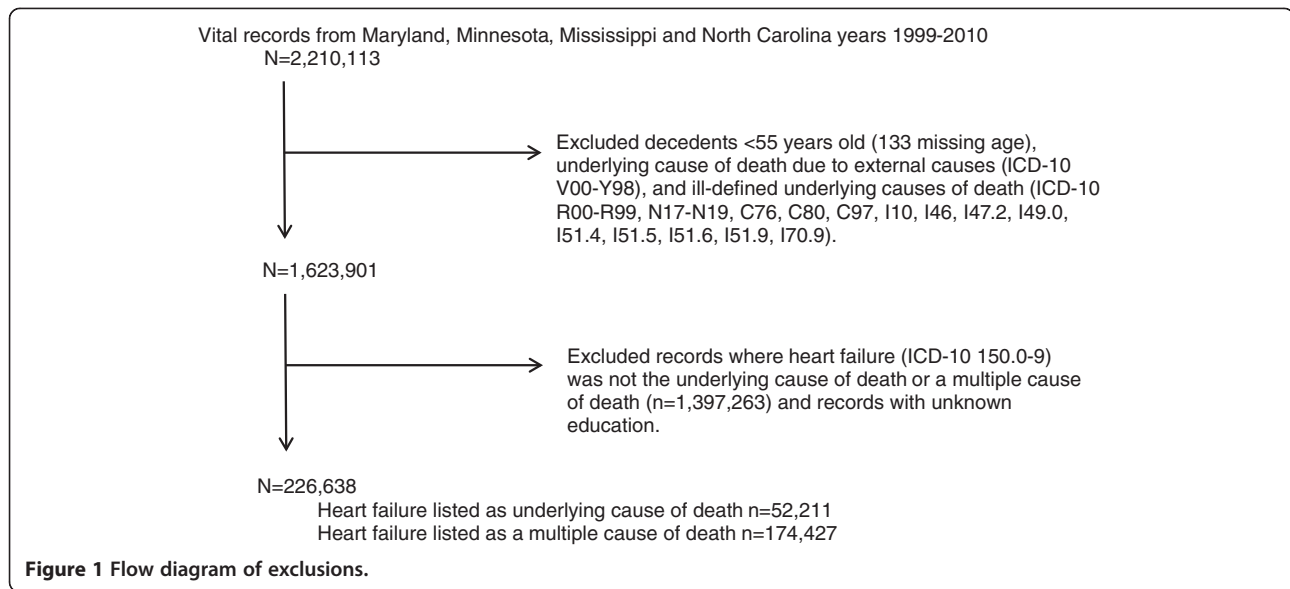 Vital records from Maryland, Minnesota, Mississippi and North Carolina years 1999-2010
N=2,210,113
Excluded decedents <55 years old (133 missing age),
underlying cause of death due to external causes (ICD-10
V00-Y98), and ill-defined underlying causes of death (ICD-10
R00-R99, N17-N19, C76, C80, C97, I10, I46, I47.2, I49.0,
I51.4, I51.5, I51.6, I51.9, I70.9).
N=1,623,901
Excluded records where heart failure (ICD-10 150.0-9)
was not the underlying cause of death or a multiple cause
of death (n=1,397,263) and records with unknown
education.
N=226,638
Heart failure listed as underlying cause of death n=52,211
Heart failure listed as a multiple cause of death n=174,427
Figure 1 Flow diagram of exclusions.